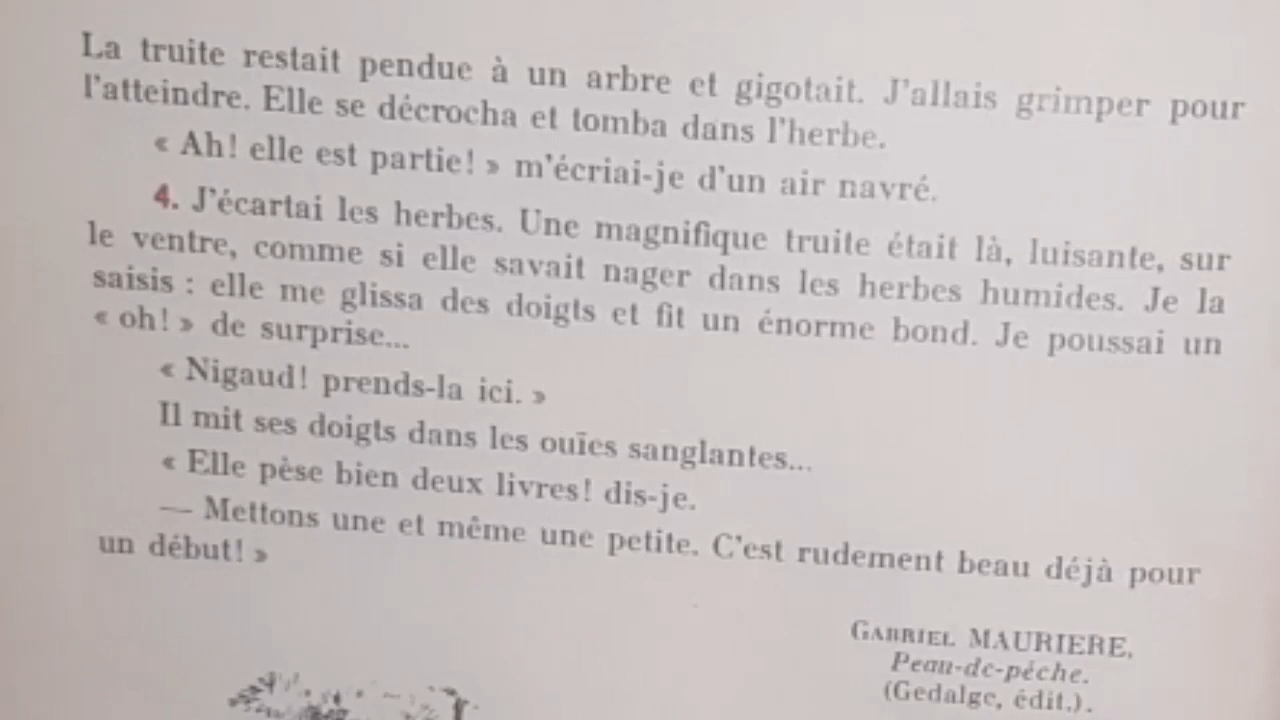 La truite restait pendue à un arbre et gigotait. J'allais grimper pour
l'atteindre. Elle se décrocha et tomba dans l'herbe.
« Ah! elle est partie! » m'écriai-je d'un air navré.
4. J'écartai les herbes. Une magnifique truite était là, luisante, sur
le ventre, comme si elle savait nager dans les herbes humides. Je la
saisis : elle me glissa des doigts et fit un énorme bond. Je poussai un
« oh! » de surprise...
« Nigaud! prends-la ici. »
Il mit ses doigts dans les ouïes sanglantes...
« Elle pèse bien deux livres! dis-je.
— Mettons une et même une petite. C'est rudement beau déjà pour
un début! »
GABRIEL MAURIERE,
Peau-de-pêche.
(Gedalge, édit.).